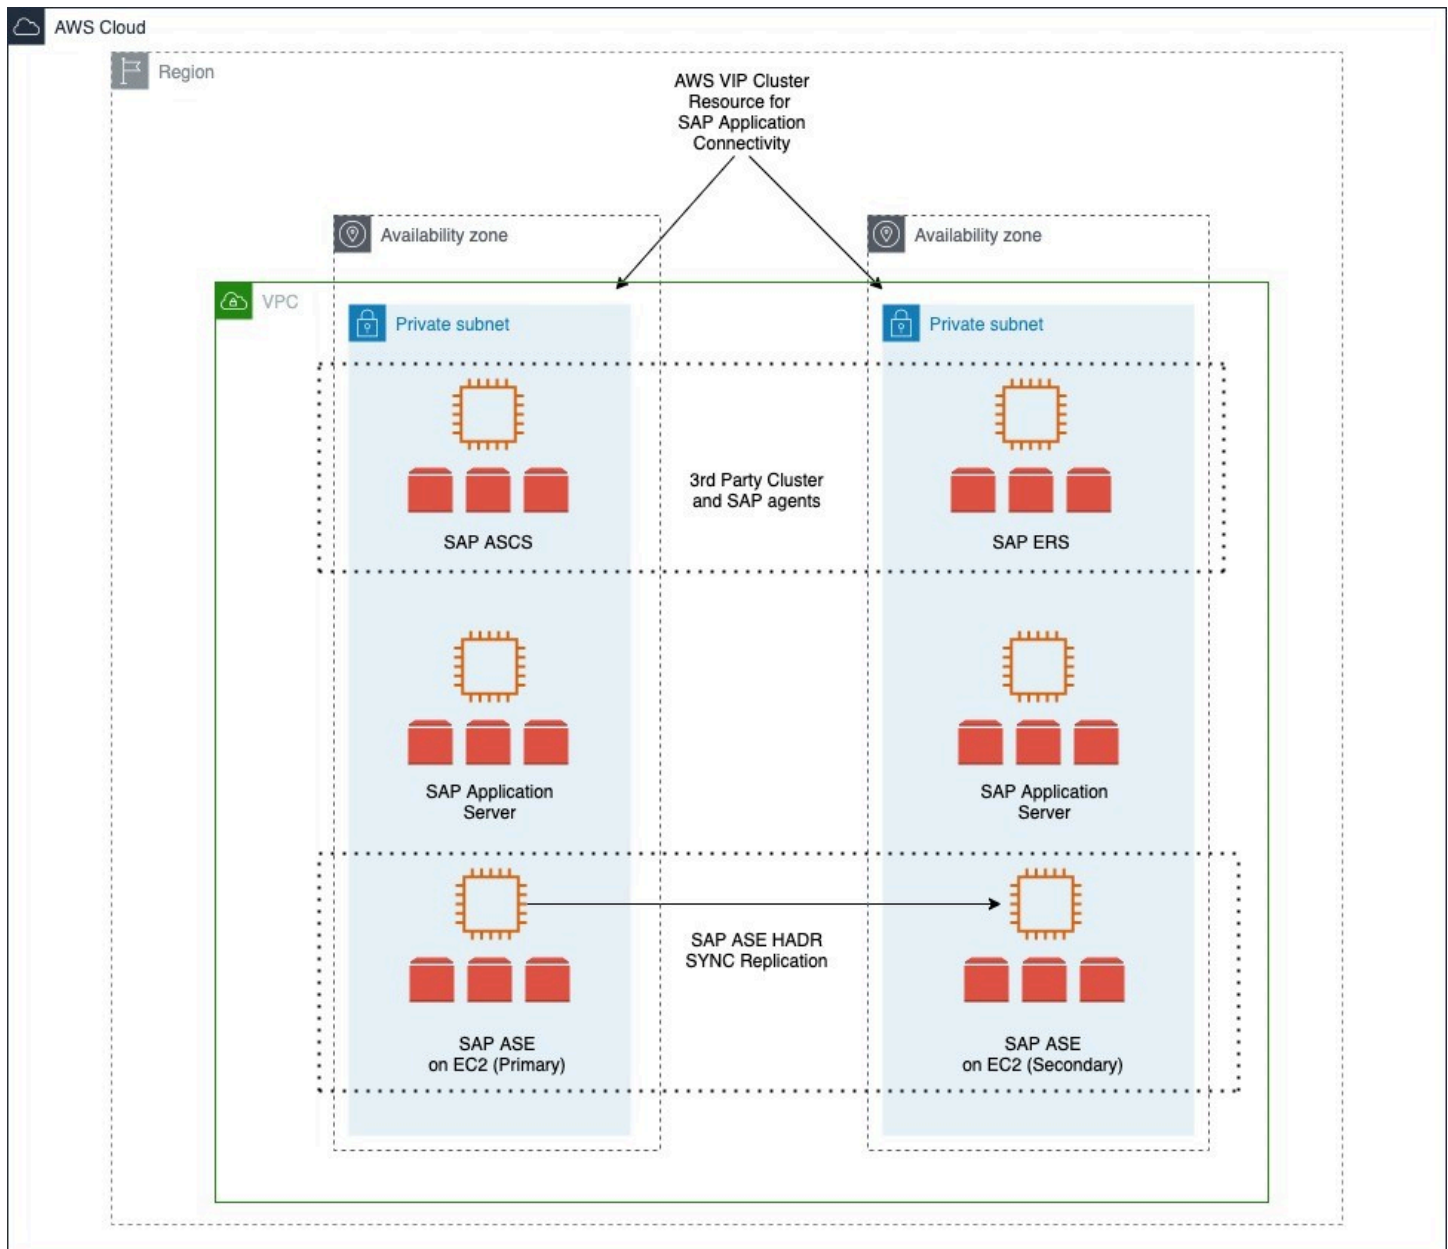 AWS Cloud
Region
AWS VIP Cluster
Resource for
SAP Application
Connectivity
Availability zone
Availability zone
VPC
Private subnet
Private subnet
3rd Party Cluster
and SAP agents
SAP ASCS
SAP ERS
SAP Application
Server
SAP Application
Server
SAP ASE HADR
SYNC Replication
SAP ASE
on EC2 (Primary)
SAP ASE
on EC2 (Secondary)